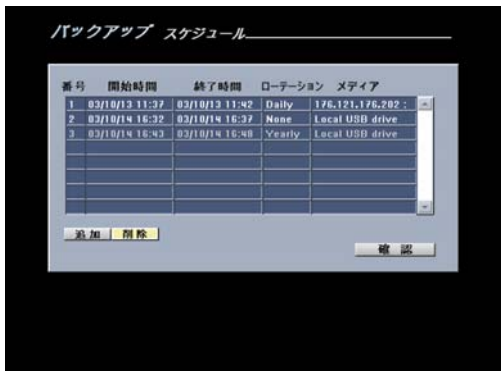 バックアップ スケジュール
番号 開始時間 終了時間 ローテーション メディア
1 03/10/13 11:37 03/10/13 11:42 Daily 176.121.176.202 :
2 03/10/14 16:32 03/10/14 16:37 None Local USB drive
3 03/10/14 16:43 03/10/14 16:48 Yearly Local USB drive
追加 削除
確認